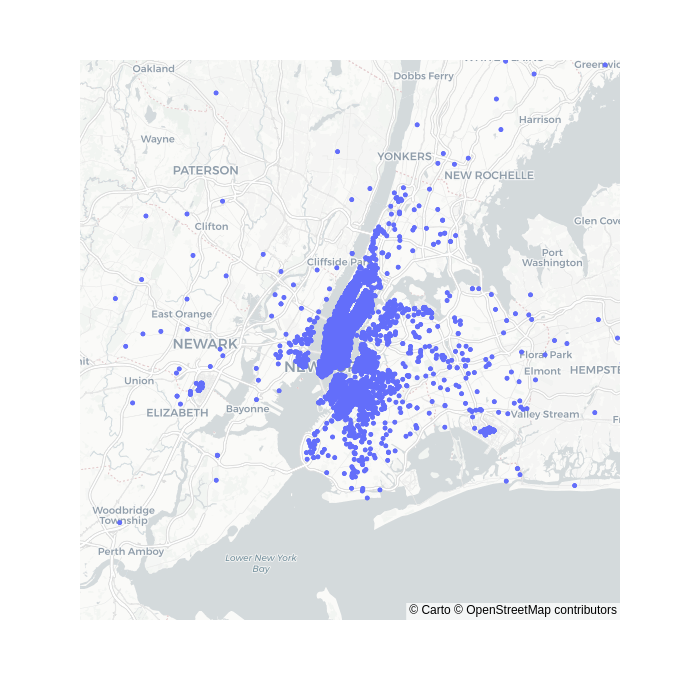 Oakland
Dobbs Ferry
Harrison
Wayne
YONKERS
PATERSON
NEW ROCHELLE
Clifton
Glen Cove
Port
Washington
Cliffside Pa
East Orange
NEWARK
Floral Park
NEW
Elmont
HEMPSTE
Union
ELIZABETH
Bayonne
Valley Stream
Woodbridge
Township
Perth Amboy
Lower New York
Bay
© Carto © OpenStreetMap contributors